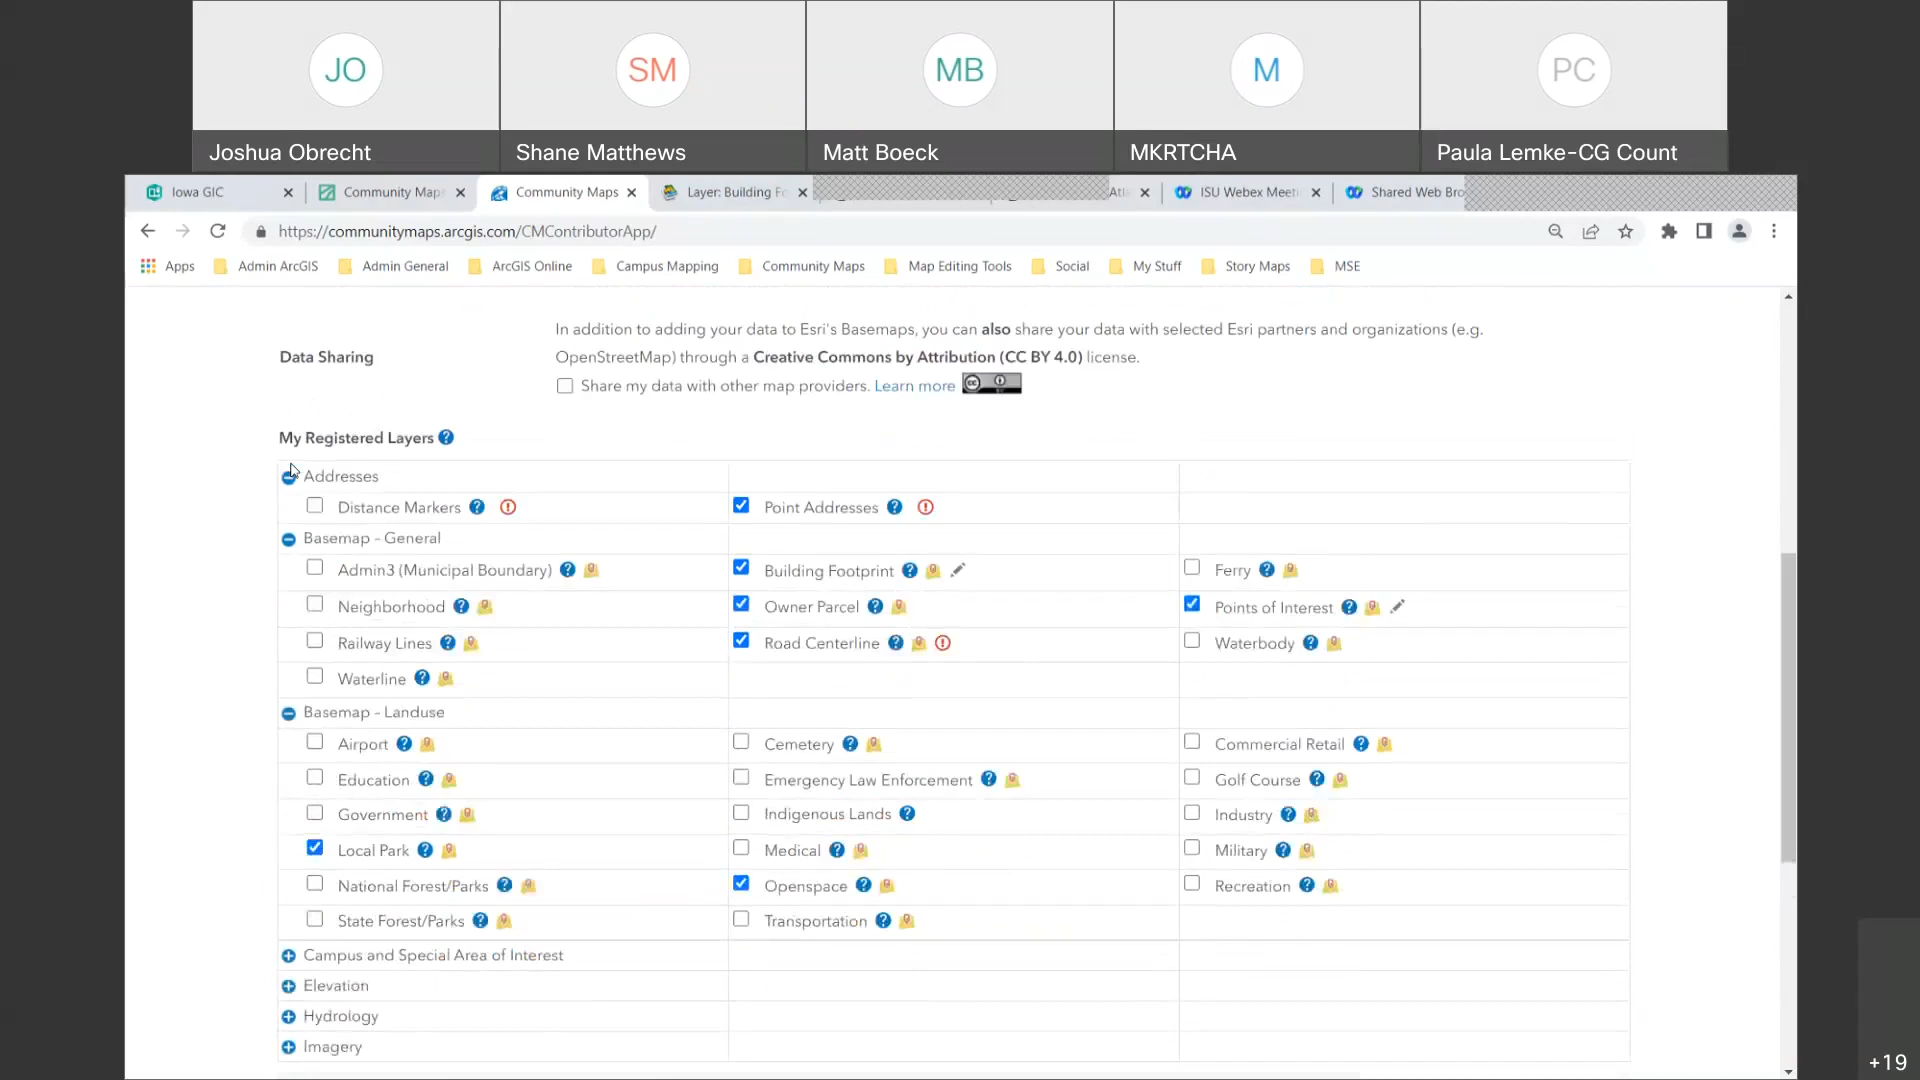 JO
SM
MB
M
PC
Joshua Obrecht
Shane Matthews
Matt Boeck
MKRTCHA
Paula Lemke-CG Count
Iowa GIC
Community Map
Community Maps
Layer: Building Fo
ISU Webex Meeti
Shared Web Bro
https://communitymaps.arcgis.com/CMContributorApp/
Apps
Admin ArcGIS
Admin General
ArcGIS Online
Campus Mapping
Community Maps
Map Editing Tools
Social
My Stuff
Story Maps
MSE
Data Sharing
In addition to adding your data to Esri's Basemaps, you can also share your data with selected Esri partners and organizations (e.g.
OpenStreetMap) through a Creative Commons by Attribution (CC BY 4.0) license.
Share my data with other map providers. Learn more
My Registered Layers
Addresses
Distance Markers
Point Addresses
Basemap - General
Admin3 (Municipal Boundary)
Building Footprint
Ferry
Neighborhood
Owner Parcel
Points of Interest
Railway Lines
Road Centerline
Waterbody
Waterline
Basemap - Landuse
Airport
Cemetery
Commercial Retail
Education
Emergency Law Enforcement
Golf Course
Government
Indigenous Lands
Industry
Local Park
Medical
Military
National Forest/Parks
Openspace
Recreation
State Forest/Parks
Transportation
Campus and Special Area of Interest
Elevation
Hydrology
Imagery
+19